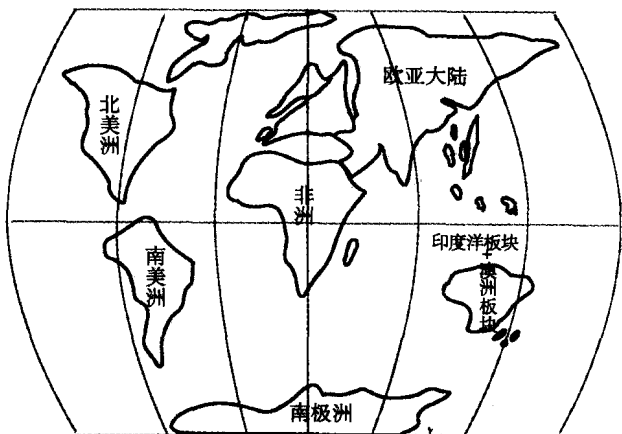 欧亚大陆
北美洲
非洲
南美洲
印度洋板块
+澳洲板块
南极洲